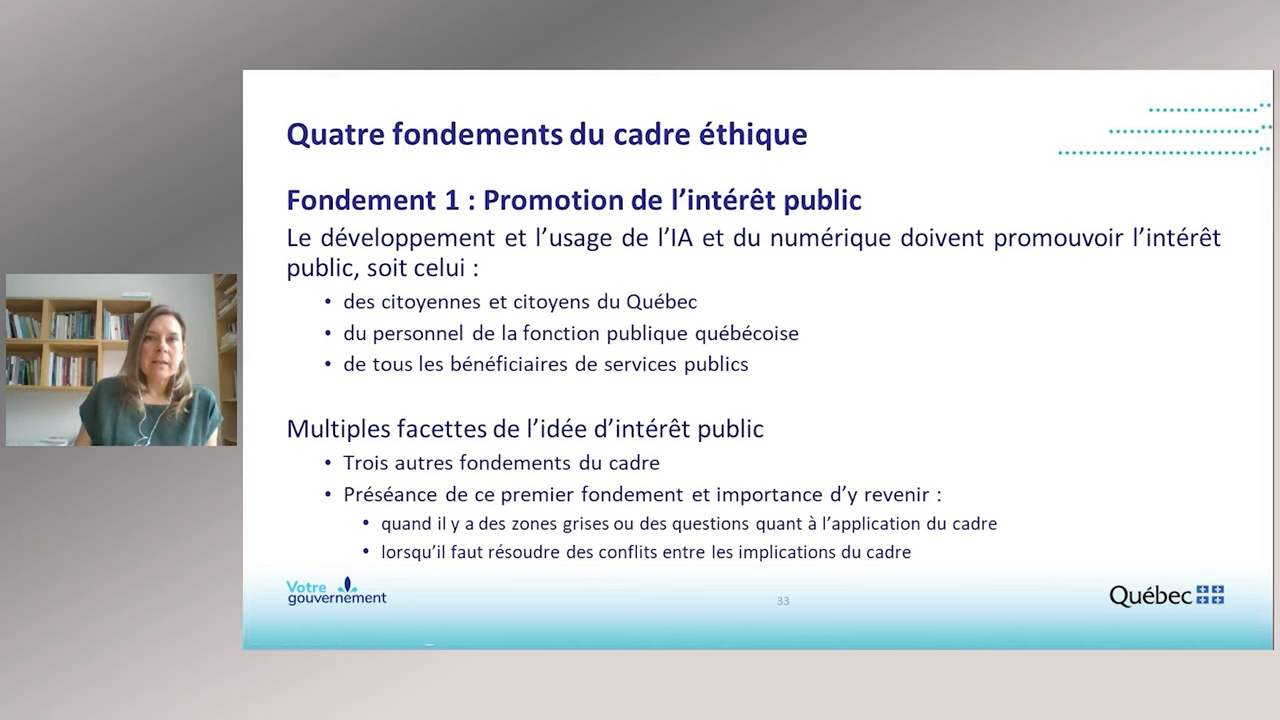 Quatre fondements du cadre éthique
Fondement 1 : Promotion de l’intérêt public
Le développement et l’usage de l’IA et du numérique doivent promouvoir l’intérêt
public, soit celui :
• des citoyennes et citoyens du Québec
• du personnel de la fonction publique québécoise
• de tous les bénéficiaires de services publics
Multiples facettes de l’idée d’intérêt public
• Trois autres fondements du cadre
• Préséance de ce premier fondement et importance d’y revenir :
• quand il y a des zones grises ou des questions quant à l’application du cadre
• lorsqu’il faut résoudre des conflits entre les implications du cadre
Votre
gouvernement
33
Québec